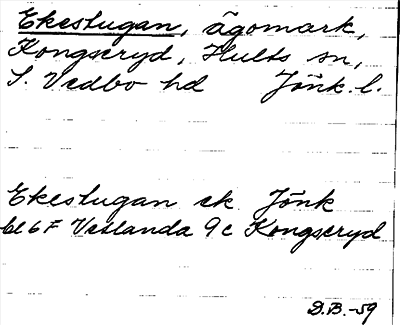 Ekestugan, ägomark,
Kongseryd, Hults sn,
S. Vedbo hd Jönk. l.
Ekestugan ek Jönk
bl 6 F Vetlanda 9 c Kongseryd
D.B.-59